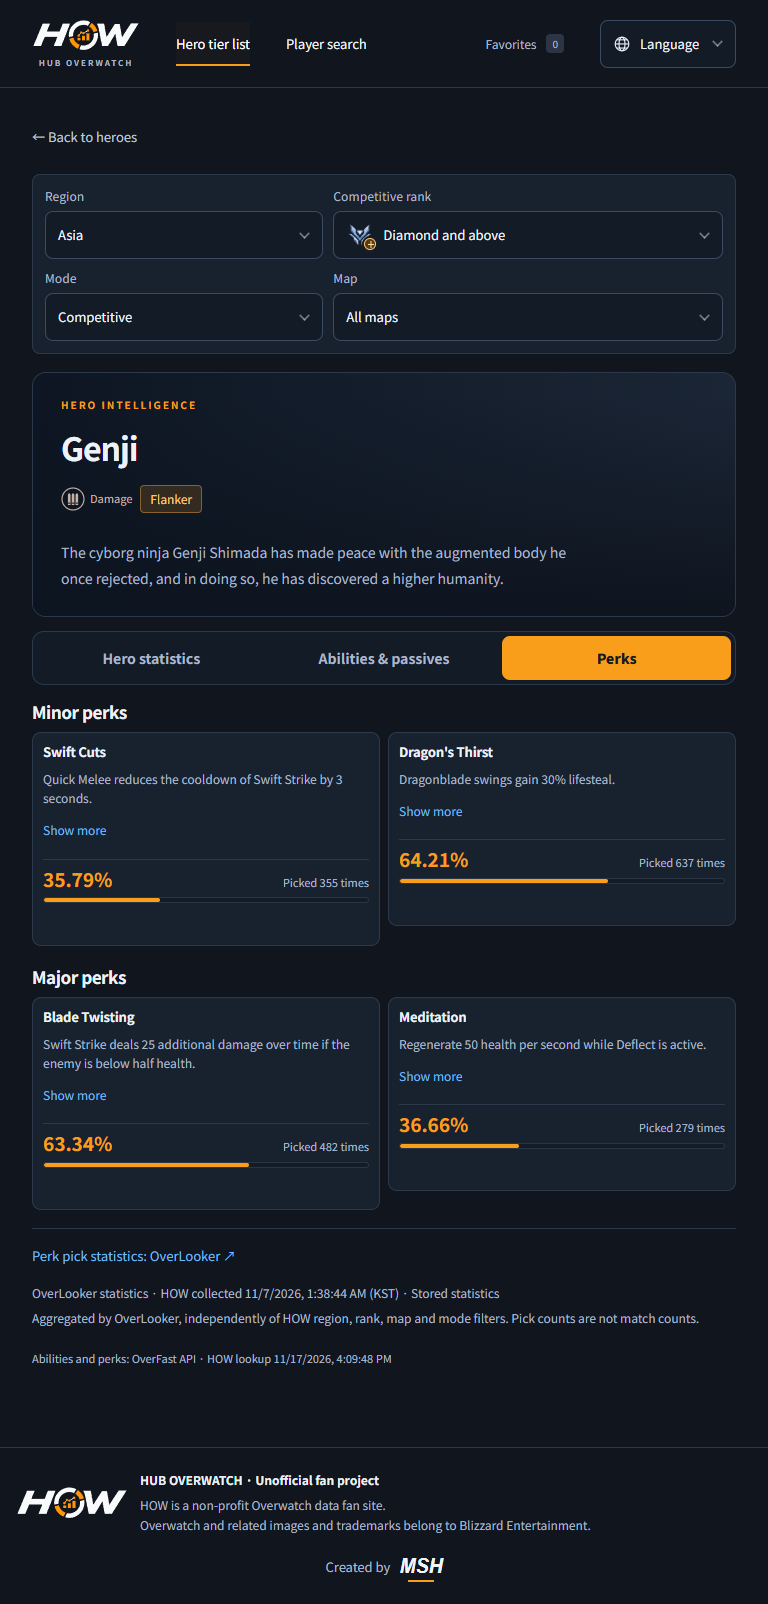 HOW
HUB OVERWATCH
Hero tier list
Player search
Favorites 0
Language
← Back to heroes
Region
Competitive rank
Asia
Diamond and above
Mode
Map
Competitive
All maps
HERO INTELLIGENCE
Genji
Damage
Flanker
The cyborg ninja Genji Shimada has made peace with the augmented body he
once rejected, and in doing so, he has discovered a higher humanity.
Hero statistics
Abilities & passives
Perks
Minor perks
Swift Cuts
Quick Melee reduces the cooldown of Swift Strike by 3
seconds.
Show more
35.79%
Picked 355 times
Dragon's Thirst
Dragonblade swings gain 30% lifesteal.
Show more
64.21%
Picked 637 times
Major perks
Blade Twisting
Swift Strike deals 25 additional damage over time if the
enemy is below half health.
Show more
63.34%
Picked 482 times
Meditation
Regenerate 50 health per second while Deflect is active.
Show more
36.66%
Picked 279 times
Perk pick statistics: OverLooker ↗
OverLooker statistics · HOW collected 11/7/2026, 1:38:44 AM (KST) · Stored statistics
Aggregated by OverLooker, independently of HOW region, rank, map and mode filters. Pick counts are not match counts.
Abilities and perks: OverFast API · HOW lookup 11/17/2026, 4:09:48 PM
HOW
HUB OVERWATCH · Unofficial fan project
HOW is a non-profit Overwatch data fan site.
Overwatch and related images and trademarks belong to Blizzard Entertainment.
Created by MSH